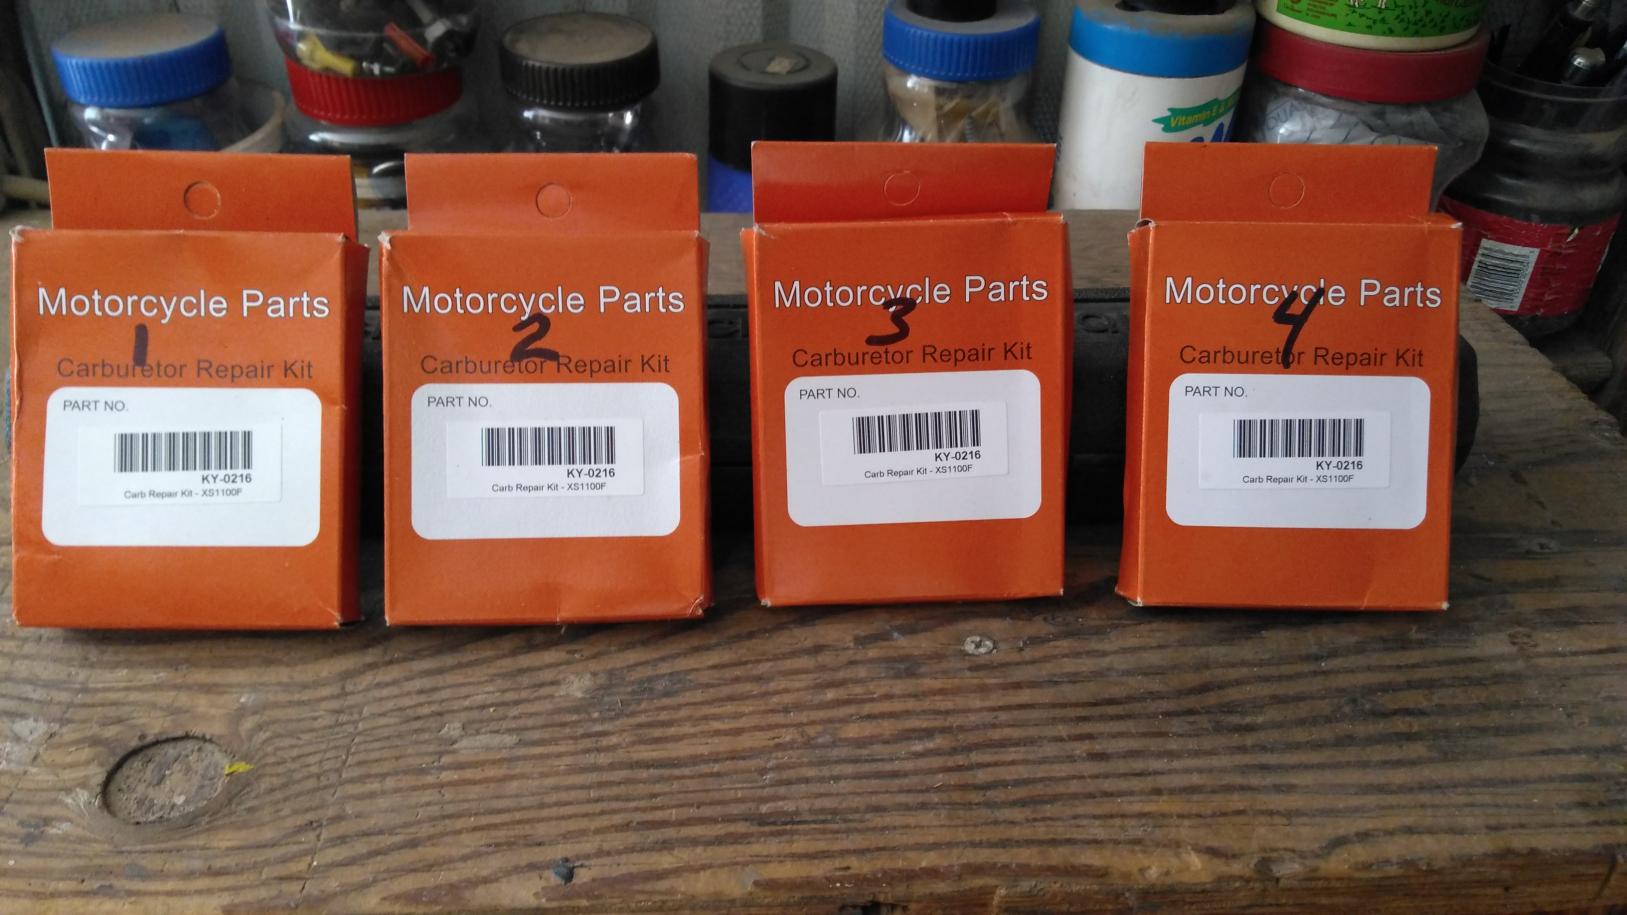 Vitamin E &
Motorcycle Parts
1
Carburetor Repair Kit
PART NO.
KY-0216
Carb Repair Kit - XS1100F
Motorcycle Parts
2
Carburetor Repair Kit
PART NO.
KY-0216
Carb Repair Kit - XS1100F
Motorcycle Parts
3
Carburetor Repair Kit
PART NO.
KY-0216
Carb Repair Kit - XS1100F
Motorcycle Parts
4
Carburetor Repair Kit
PART NO.
KY-0216
Carb Repair Kit - XS1100F